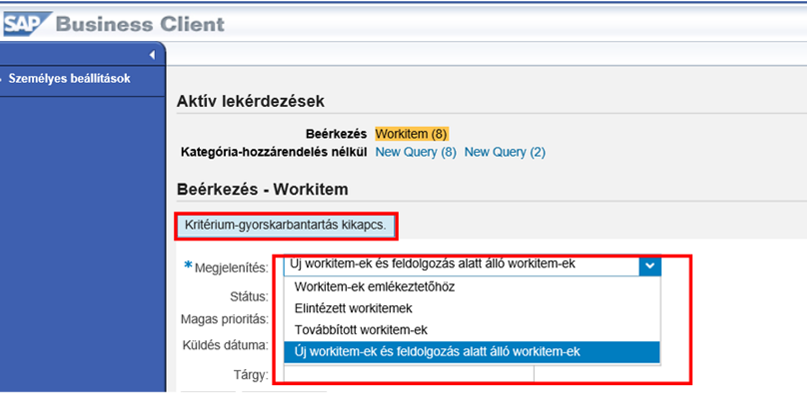 SAP Business Client
Személyes beállítások
Aktív lekérdezések
Beérkezés Workitem (8)
Kategória-hozzárendelés nélkül New Query (8) New Query (2)
Beérkezés - Workitem
Kritérium-gyorskarbantartás kikapcs.
* Megjelenítés: Új workitem-ek és feldolgozás alatt álló workitem-ek
Státus: Workitem-ek emlékeztetőhöz
Magas prioritás: Elintézett workitemek
Továbbított workitem-ek
Küldés dátuma: Új workitem-ek és feldolgozás alatt álló workitem-ek
Tárgy: